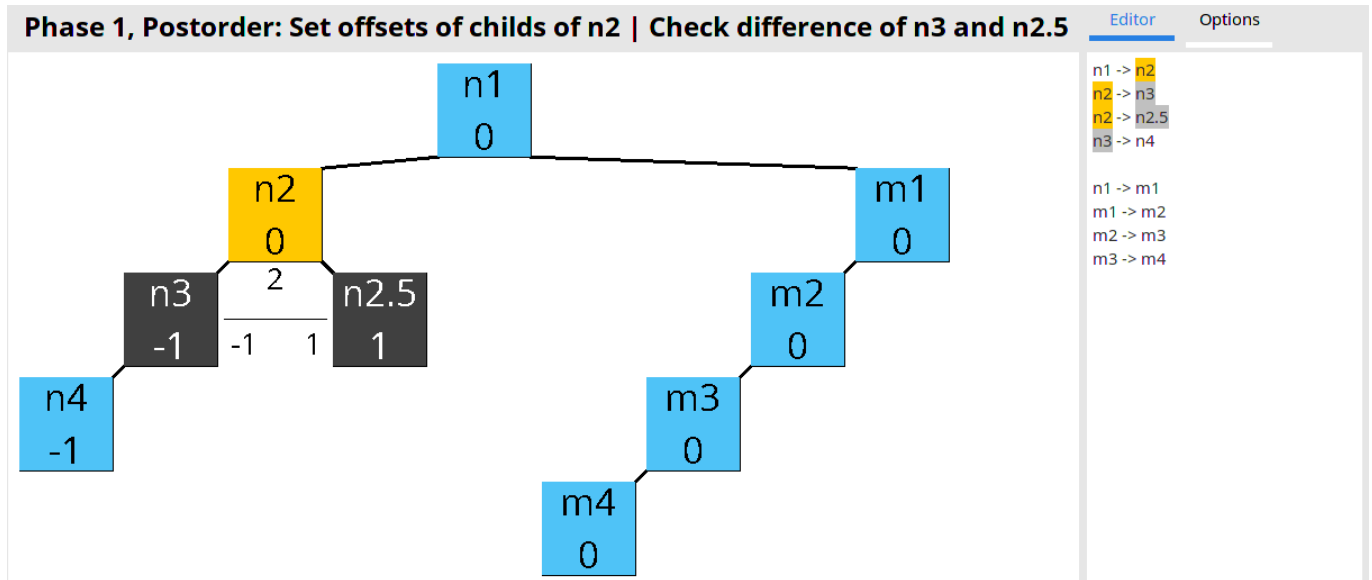 Phase 1, Postorder: Set offsets of childs of n2 | Check difference of n3 and n2.5
Editor Options
n1
0
n2
0
m1
0
2
-1 1
n3
-1
n2.5
1
m2
0
n4
-1
m3
0
m4
0
n1 -> n2
n2 -> n3
n2 -> n2.5
n3 -> n4
n1 -> m1
m1 -> m2
m2 -> m3
m3 -> m4